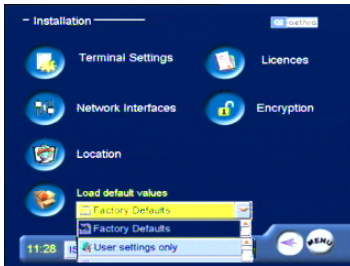 Installation
aethra
Terminal Settings
Licences
Network Interfaces
Encryption
Location
Load default values
Factory Defaults
Factory Defaults
User settings only
11:28
MENU